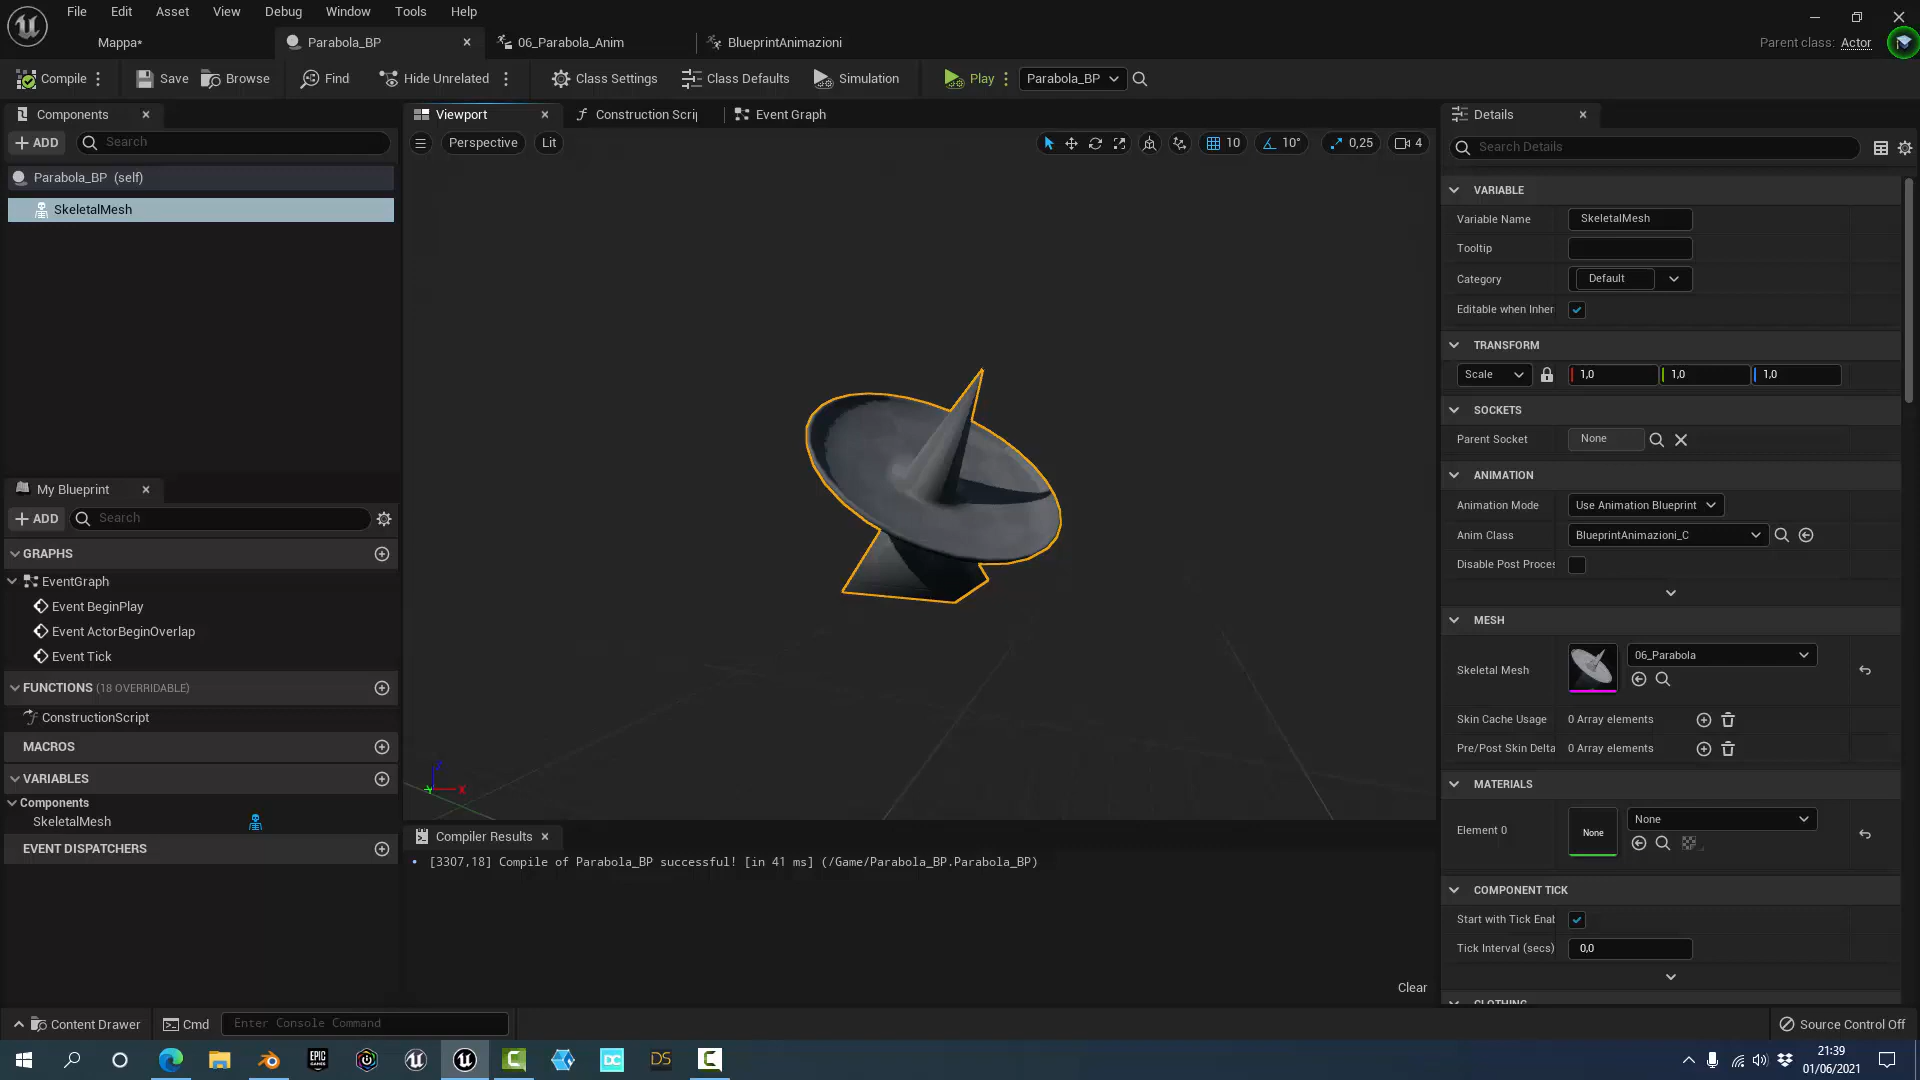 File Edit Asset View Debug Window Tools Help
Mappa*
Parabola_BP
06_Parabola_Anim
BlueprintAnimazioni
Parent class: Actor
Compile
Save
Browse
Find
Hide Unrelated
Class Settings
Class Defaults
Simulation
Play
Parabola_BP
Components
ADD
Search
Parabola_BP (self)
SkeletalMesh
My Blueprint
ADD
Search
GRAPHS
EventGraph
Event BeginPlay
Event ActorBeginOverlap
Event Tick
FUNCTIONS (18 OVERRIDABLE)
ConstructionScript
MACROS
VARIABLES
Components
SkeletalMesh
EVENT DISPATCHERS
Viewport
Construction Scri
Event Graph
Perspective
Lit
10
10°
0,25
4
X
Compiler Results
[3307,18] Compile of Parabola_BP successful! [in 41 ms] (/Game/Parabola_BP.Parabola_BP)
Clear
Details
Search Details
VARIABLE
Variable Name SkeletalMesh
Tooltip
Category Default
Editable when Inher
TRANSFORM
Scale 1,0 1,0 1,0
SOCKETS
Parent Socket None
ANIMATION
Animation Mode Use Animation Blueprint
Anim Class BlueprintAnimazioni_C
Disable Post Proces
MESH
Skeletal Mesh 06_Parabola
Skin Cache Usage 0 Array elements
Pre/Post Skin Delta 0 Array elements
MATERIALS
Element 0 None None
COMPONENT TICK
Start with Tick Enat
Tick Interval (secs) 0,0
CLOTHING
Content Drawer
Cmd
Enter Console Command
Source Control Off
EPIC GAMES
DC
DS
21:39
01/06/2021